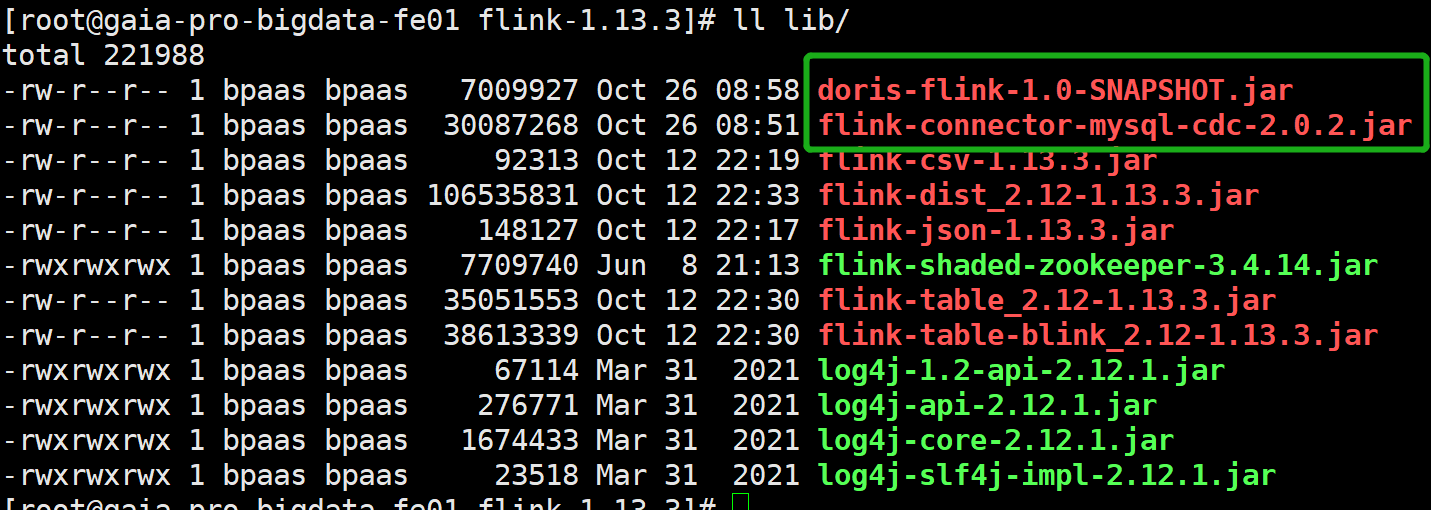 [root@gaia-pro-bigdata-fe01 flink-1.13.3]# ll lib/
total 221988
-rw-r--r-- 1 bpaas bpaas   7009927 Oct 26 08:58 doris-flink-1.0-SNAPSHOT.jar
-rw-r--r-- 1 bpaas bpaas  30087268 Oct 26 08:51 flink-connector-mysql-cdc-2.0.2.jar
-rw-r--r-- 1 bpaas bpaas     92313 Oct 12 22:19 flink-csv-1.13.3.jar
-rw-r--r-- 1 bpaas bpaas 106535831 Oct 12 22:33 flink-dist_2.12-1.13.3.jar
-rw-r--r-- 1 bpaas bpaas    148127 Oct 12 22:17 flink-json-1.13.3.jar
-rwxrwxrwx 1 bpaas bpaas   7709740 Jun  8 21:13 flink-shaded-zookeeper-3.4.14.jar
-rw-r--r-- 1 bpaas bpaas  35051553 Oct 12 22:30 flink-table_2.12-1.13.3.jar
-rw-r--r-- 1 bpaas bpaas  38613339 Oct 12 22:30 flink-table-blink_2.12-1.13.3.jar
-rwxrwxrwx 1 bpaas bpaas     67114 Mar 31  2021 log4j-1.2-api-2.12.1.jar
-rwxrwxrwx 1 bpaas bpaas    276771 Mar 31  2021 log4j-api-2.12.1.jar
-rwxrwxrwx 1 bpaas bpaas   1674433 Mar 31  2021 log4j-core-2.12.1.jar
-rwxrwxrwx 1 bpaas bpaas     23518 Mar 31  2021 log4j-slf4j-impl-2.12.1.jar
[root@gaia-pro-bigdata-fe01 flink-1.13.3]#